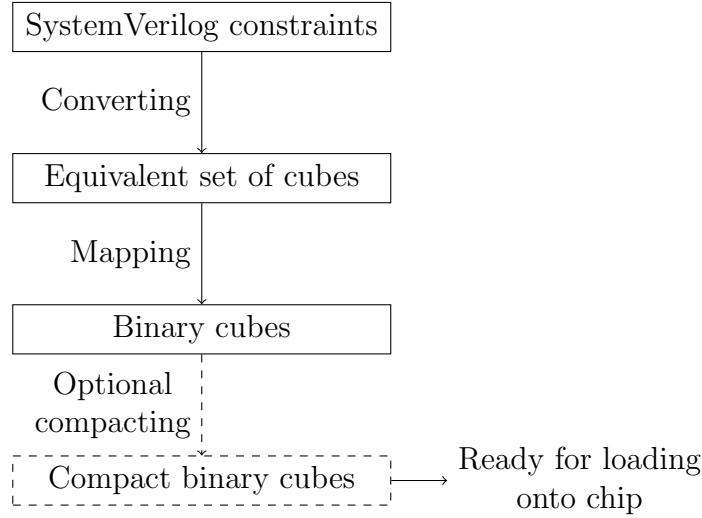 SystemVerilog constraints
Converting
Equivalent set of cubes
Mapping
Binary cubes
Optional
compacting
Compact binary cubes
Ready for loading
onto chip